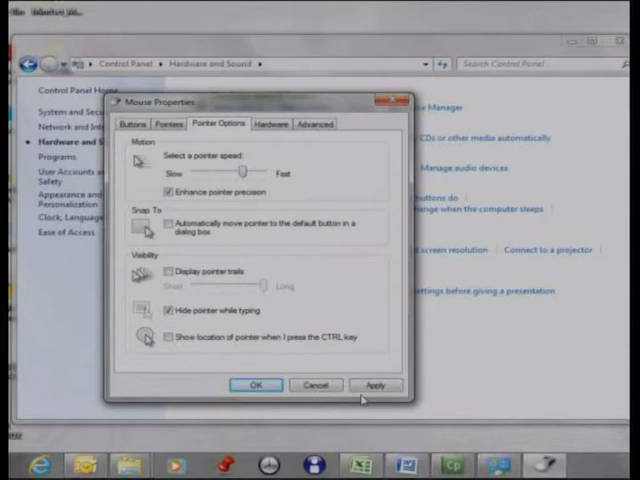 Control Panel
Hardware and Sound
Search Control Panel
Control Panel Home
System and Secu
Network and Inte
Hardware and S
Programs
User Accounts a
Safety
Appearance and
Personalization
Clock, Language
Ease of Access
Mouse Properties
Buttons Pointers Pointer Options Hardware Advanced
Motion
Select a pointer speed:
Slow Fast
Enhance pointer precision
Snap To
Automatically move pointer to the default button in a
dialog box
Visibility
Display pointer trails
Short Long
Hide pointer while typing
Show location of pointer when I press the CTRL key
OK Cancel Apply
e Manager
CDs or other media automatically
Manage audio devices
buttons do
hange when the computer sleeps
t screen resolution Connect to a projector
settings before giving a presentation
Cp